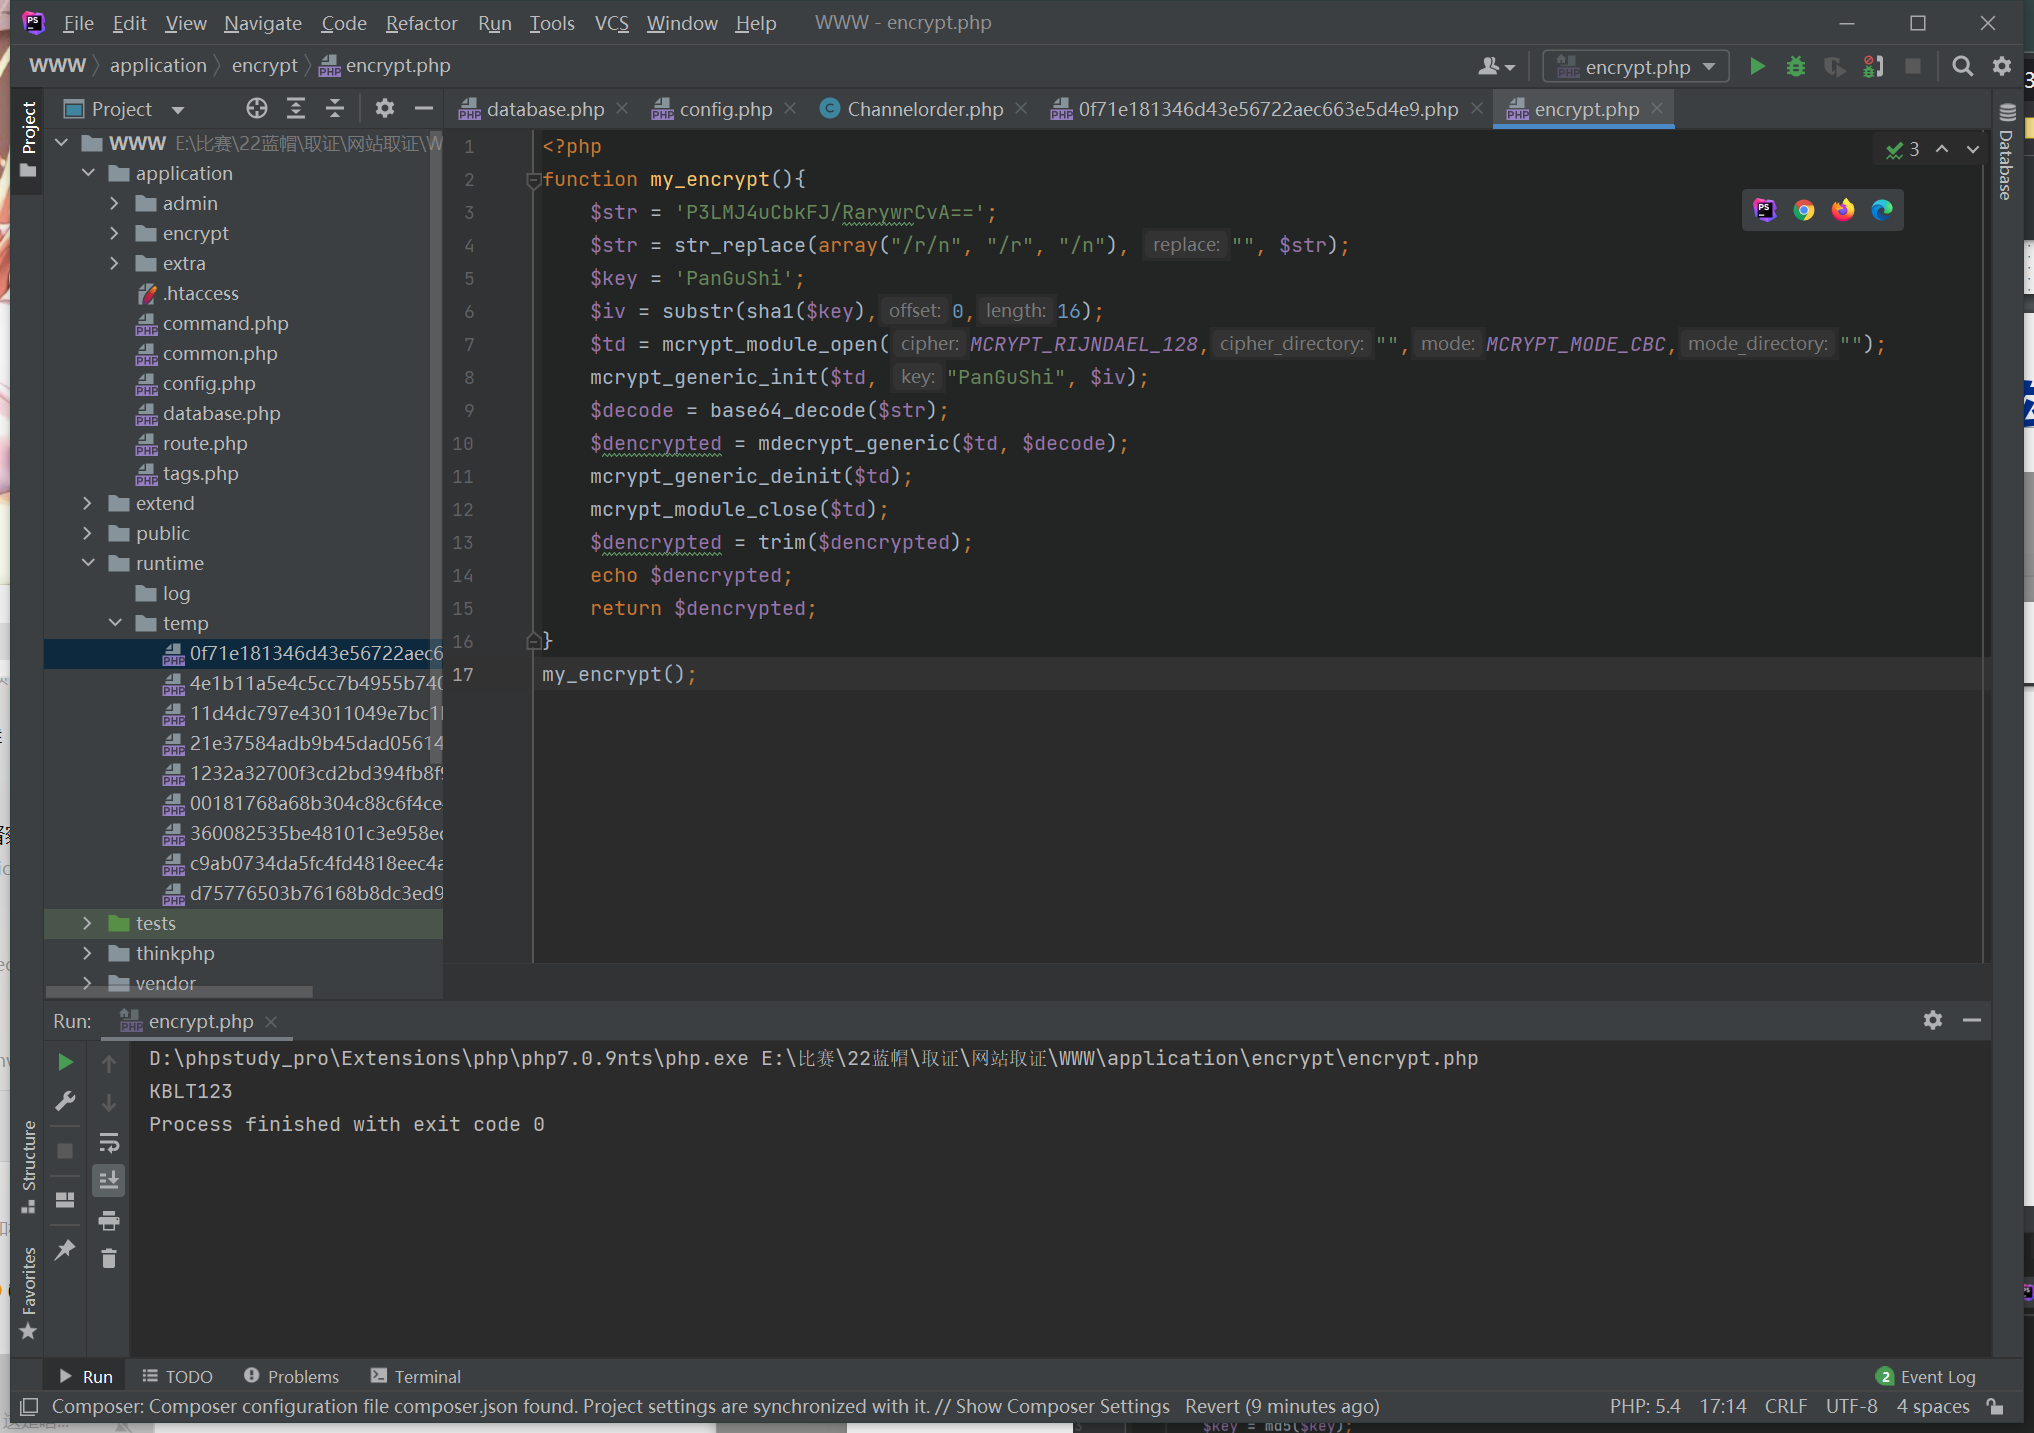 File Edit View Navigate Code Refactor Run Tools VCS Window Help WWW - encrypt.php
WWW application encrypt encrypt.php
encrypt.php
Project
database.php config.php Channelorder.php 0f71e181346d43e56722aec663e5d4e9.php encrypt.php
Project
Structure
Favorites
Database
WWW E:\比赛\22蓝帽\取证\网站取证\W
application
admin
encrypt
extra
.htaccess
command.php
common.php
config.php
database.php
route.php
tags.php
extend
public
runtime
log
temp
0f71e181346d43e56722aec6
4e1b11a5e4c5cc7b4955b740
11d4dc797e43011049e7bc1
21e37584adb9b45dad05614
1232a32700f3cd2bd394fb8f9
00181768a68b304c88c6f4ce
360082535be48101c3e958ec
c9ab0734da5fc4fd4818eec4a
d75776503b76168b8dc3ed9
tests
thinkphp
vendor
3
1 <?php
2 function my_encrypt(){
3 $str = 'P3LMJ4uCbkFJ/RarywrCvA==';
4 $str = str_replace(array("/r/n", "/r", "/n"), replace: "", $str);
5 $key = 'PanGuShi';
6 $iv = substr(sha1($key), offset: 0, length: 16);
7 $td = mcrypt_module_open( cipher: MCRYPT_RIJNDAEL_128, cipher_directory: "", mode: MCRYPT_MODE_CBC, mode_directory: "");
8 mcrypt_generic_init($td, key: "PanGuShi", $iv);
9 $decode = base64_decode($str);
10 $dencrypted = mdecrypt_generic($td, $decode);
11 mcrypt_generic_deinit($td);
12 mcrypt_module_close($td);
13 $dencrypted = trim($dencrypted);
14 echo $dencrypted;
15 return $dencrypted;
16 }
17 my_encrypt();
Run: encrypt.php
D:\phpstudy_pro\Extensions\php\php7.0.9nts\php.exe E:\比赛\22蓝帽\取证\网站取证\WWW\application\encrypt\encrypt.php
KBLT123
Process finished with exit code 0
Run TODO Problems Terminal 2 Event Log
Composer: Composer configuration file composer.json found. Project settings are synchronized with it. // Show Composer Settings Revert (9 minutes ago) PHP: 5.4 17:14 CRLF UTF-8 4 spaces
$key = md5($key);